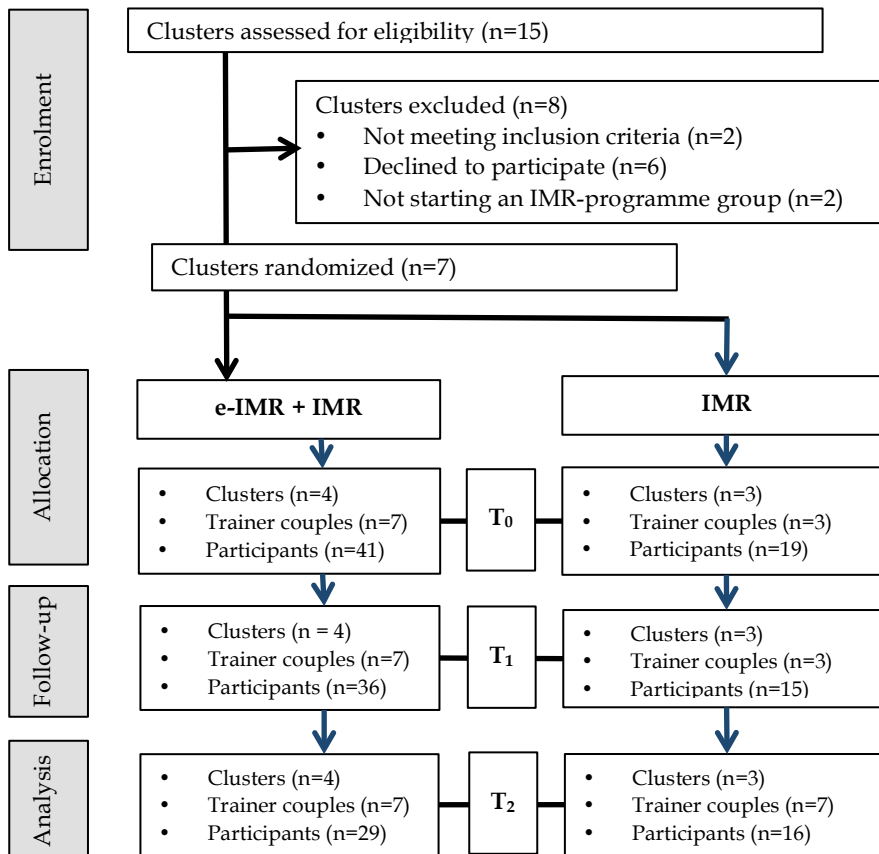 Enrolment
Clusters assessed for eligibility (n=15)
Clusters excluded (n=8)
• Not meeting inclusion criteria (n=2)
• Declined to participate (n=6)
• Not starting an IMR-programme group (n=2)
Clusters randomized (n=7)
Allocation
e-IMR + IMR
IMR
• Clusters (n=4)
• Trainer couples (n=7)
• Participants (n=41)
T0
• Clusters (n=3)
• Trainer couples (n=3)
• Participants (n=19)
Follow-up
• Clusters (n = 4)
• Trainer couples (n=7)
• Participants (n=36)
T1
• Clusters (n=3)
• Trainer couples (n=3)
• Participants (n=15)
Analysis
• Clusters (n=4)
• Trainer couples (n=7)
• Participants (n=29)
T2
• Clusters (n=3)
• Trainer couples (n=7)
• Participants (n=16)